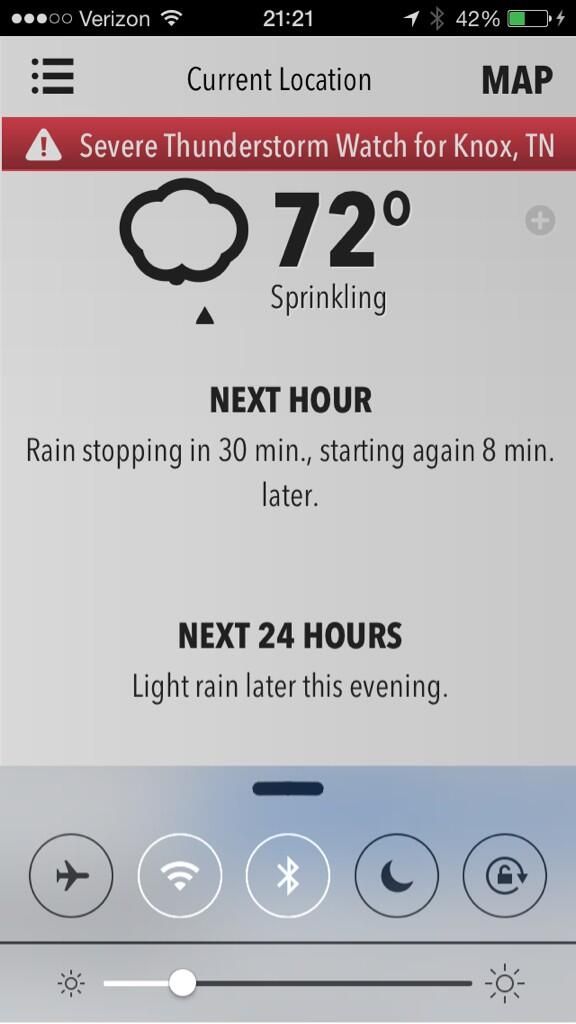 Verizon 21:21 42%
Current Location MAP
Severe Thunderstorm Watch for Knox, TN
72°
Sprinkling
NEXT HOUR
Rain stopping in 30 min., starting again 8 min.
later.
NEXT 24 HOURS
Light rain later this evening.